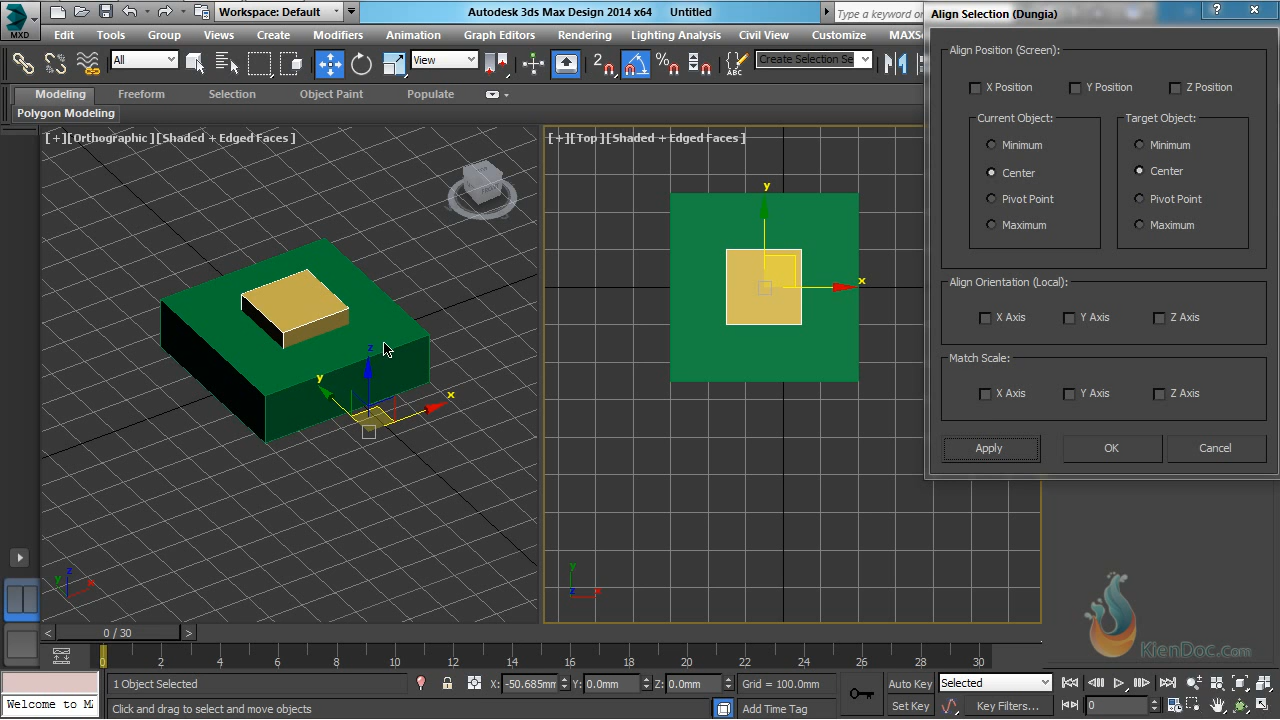 MXD
Workspace: Default
Autodesk 3ds Max Design 2014 x64 Untitled
Type a keyword or
Edit Tools Group Views Create Modifiers Animation Graph Editors Rendering Lighting Analysis Civil View Customize MAXS
All
View
Create Selection Se
Modeling Freeform Selection Object Paint Populate
Polygon Modeling
[+][Orthographic][Shaded + Edged Faces]
[+][Top][Shaded + Edged Faces]
y
x
z
y
x
z
y
y
Align Selection (Dungia)
Align Position (Screen):
X Position Y Position Z Position
Current Object: Target Object:
Minimum Minimum
Center Center
Pivot Point Pivot Point
Maximum Maximum
Align Orientation (Local):
X Axis Y Axis Z Axis
Match Scale:
X Axis Y Axis Z Axis
Apply OK Cancel
KienDoc.com
< 0 / 30 >
0 2 4 6 8 10 12 14 16 18 20 22 24 26 28 30
1 Object Selected X: -50.685mm Y: 0.0mm Z: 0.0mm Grid = 100.0mm Auto Key Selected
Welcome to MA Click and drag to select and move objects Add Time Tag Set Key Key Filters... 0